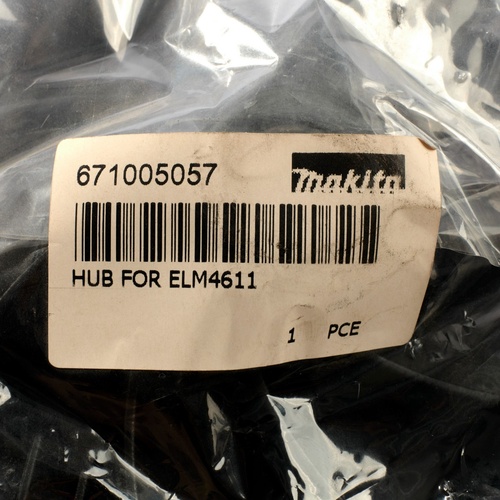 671005057
makita
HUB FOR ELM4611
1 PCE